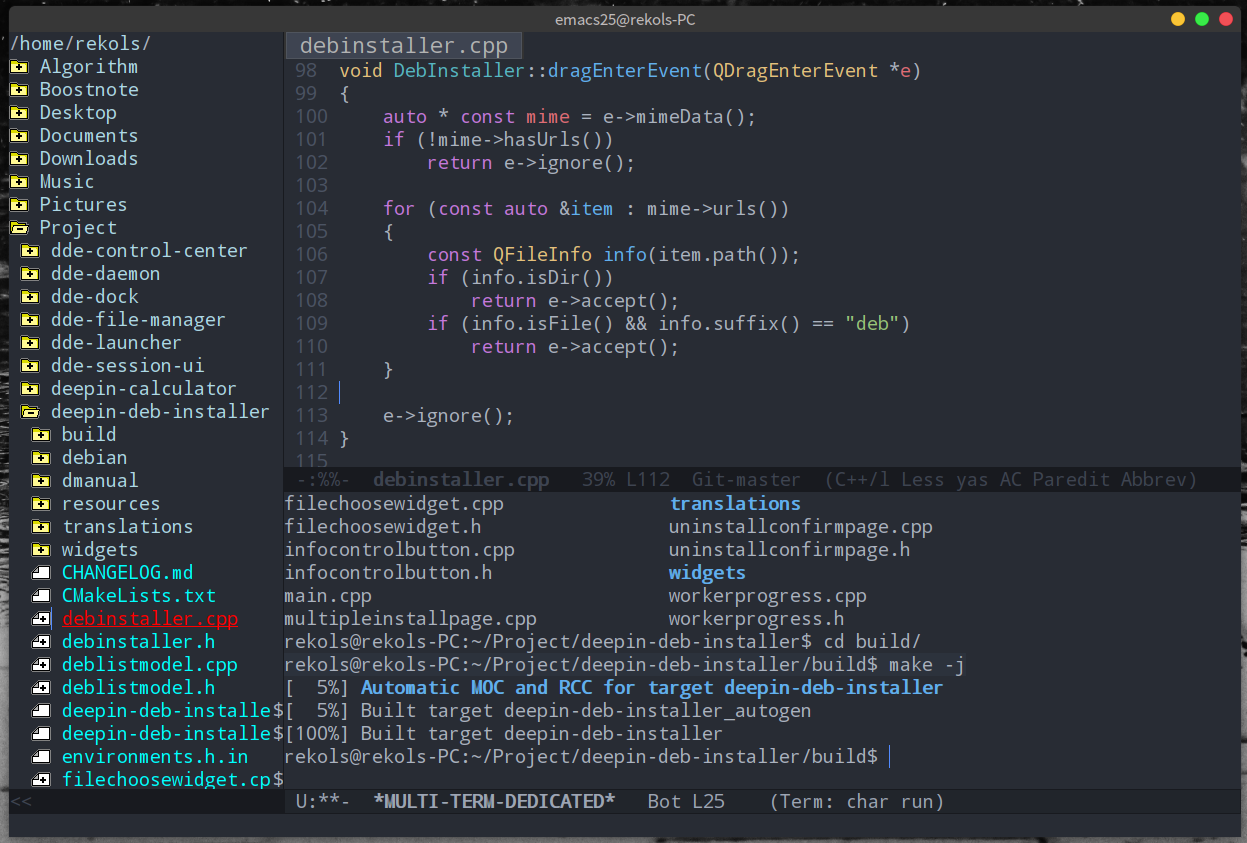 emacs25@rekols-PC
/home/rekols/
Algorithm
Boostnote
Desktop
Documents
Downloads
Music
Pictures
Project
dde-control-center
dde-daemon
dde-dock
dde-file-manager
dde-launcher
dde-session-ui
deepin-calculator
deepin-deb-installer
build
debian
dmanual
resources
translations
widgets
CHANGELOG.md
CMakeLists.txt
debinstaller.cpp
debinstaller.h
deblistmodel.cpp
deblistmodel.h
deepin-deb-installe$
deepin-deb-installe$
environments.h.in
filechoosewidget.cp$
<<
debinstaller.cpp
98 void DebInstaller::dragEnterEvent(QDragEnterEvent *e)
99 {
100     auto * const mime = e->mimeData();
101     if (!mime->hasUrls())
102         return e->ignore();
103
104     for (const auto &item : mime->urls())
105     {
106         const QFileInfo info(item.path());
107         if (info.isDir())
108             return e->accept();
109         if (info.isFile() && info.suffix() == "deb")
110             return e->accept();
111     }
112
113     e->ignore();
114 }
115
-:%%-  debinstaller.cpp   39% L112  Git-master  (C++/l Less yas AC Paredit Abbrev)
filechoosewidget.cpp               translations
filechoosewidget.h                 uninstallconfirmpage.cpp
infocontrolbutton.cpp              uninstallconfirmpage.h
infocontrolbutton.h                widgets
main.cpp                           workerprogress.cpp
multipleinstallpage.cpp            workerprogress.h
rekols@rekols-PC:~/Project/deepin-deb-installer$ cd build/
rekols@rekols-PC:~/Project/deepin-deb-installer/build$ make -j
[  5%] Automatic MOC and RCC for target deepin-deb-installer
[  5%] Built target deepin-deb-installer_autogen
[100%] Built target deepin-deb-installer
rekols@rekols-PC:~/Project/deepin-deb-installer/build$
U:**-  *MULTI-TERM-DEDICATED*   Bot L25    (Term: char run)